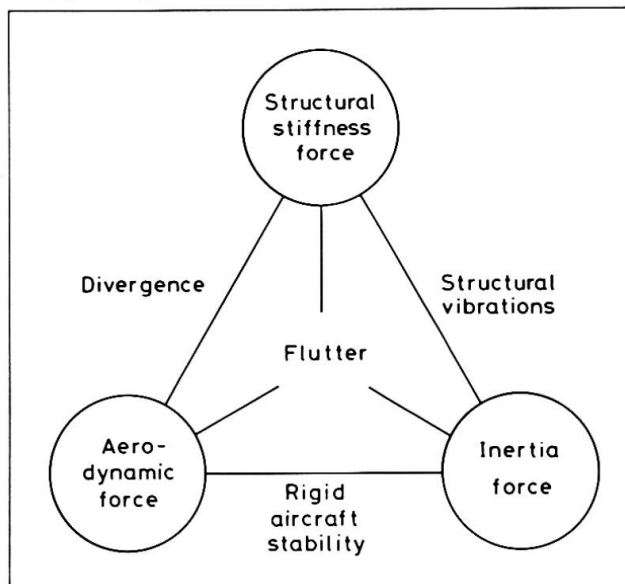 Structural
stiffness
force
Divergence
Structural
vibrations
Flutter
Aero-
dynamic
force
Inertia
force
Rigid
aircraft
stability